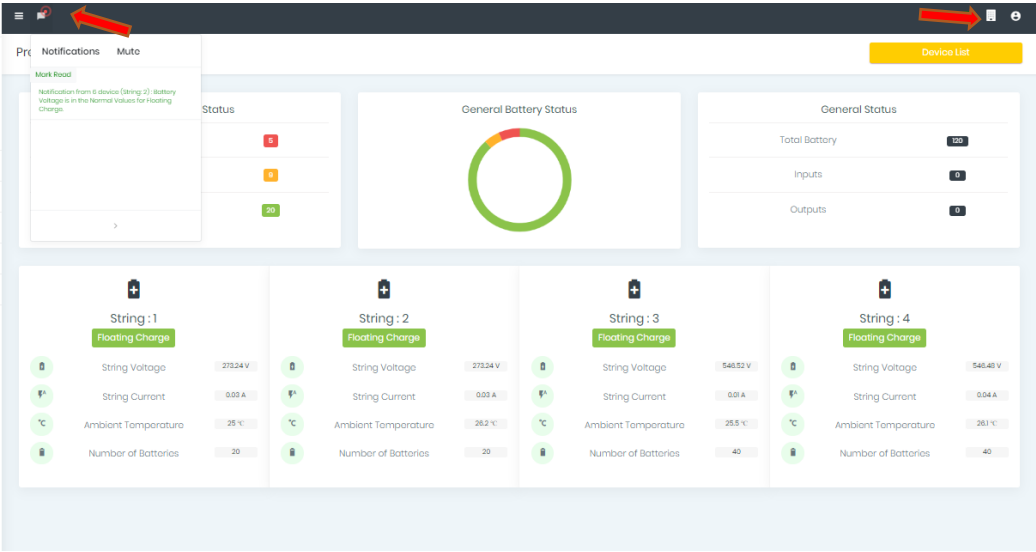 Pro
Device List
Notifications Mute
Mark Read
Notification from 6 device (String: 2) : Battery
Voltage is in the Normal Values for Floating
Charge.
Status
5
9
20
General Battery Status
General Status
Total Battery 120
Inputs 0
Outputs 0
String : 1
Floating Charge
String Voltage 273.24 V
String Current 0.03 A
°C Ambient Temperature 25 °C
Number of Batteries 20
String : 2
Floating Charge
String Voltage 273.24 V
A String Current 0.03 A
°C Ambient Temperature 26.2 °C
Number of Batteries 20
String : 3
Floating Charge
String Voltage 546.52 V
A String Current 0.01 A
°C Ambient Temperature 25.5 °C
Number of Batteries 40
String : 4
Floating Charge
String Voltage 546.48 V
A String Current 0.04 A
°C Ambient Temperature 26.1 °C
Number of Batteries 40